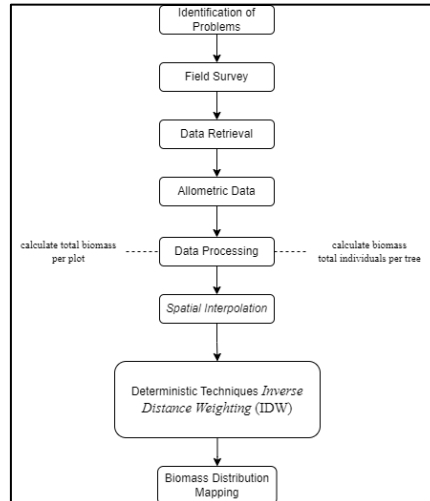 Identification of
Problems
Field Survey
Data Retrieval
Allometric Data
calculate total biomass
per plot
Data Processing
calculate biomass
total individuals per tree
Spatial Interpolation
Deterministic Techniques Inverse
Distance Weighting (IDW)
Biomass Distribution
Mapping